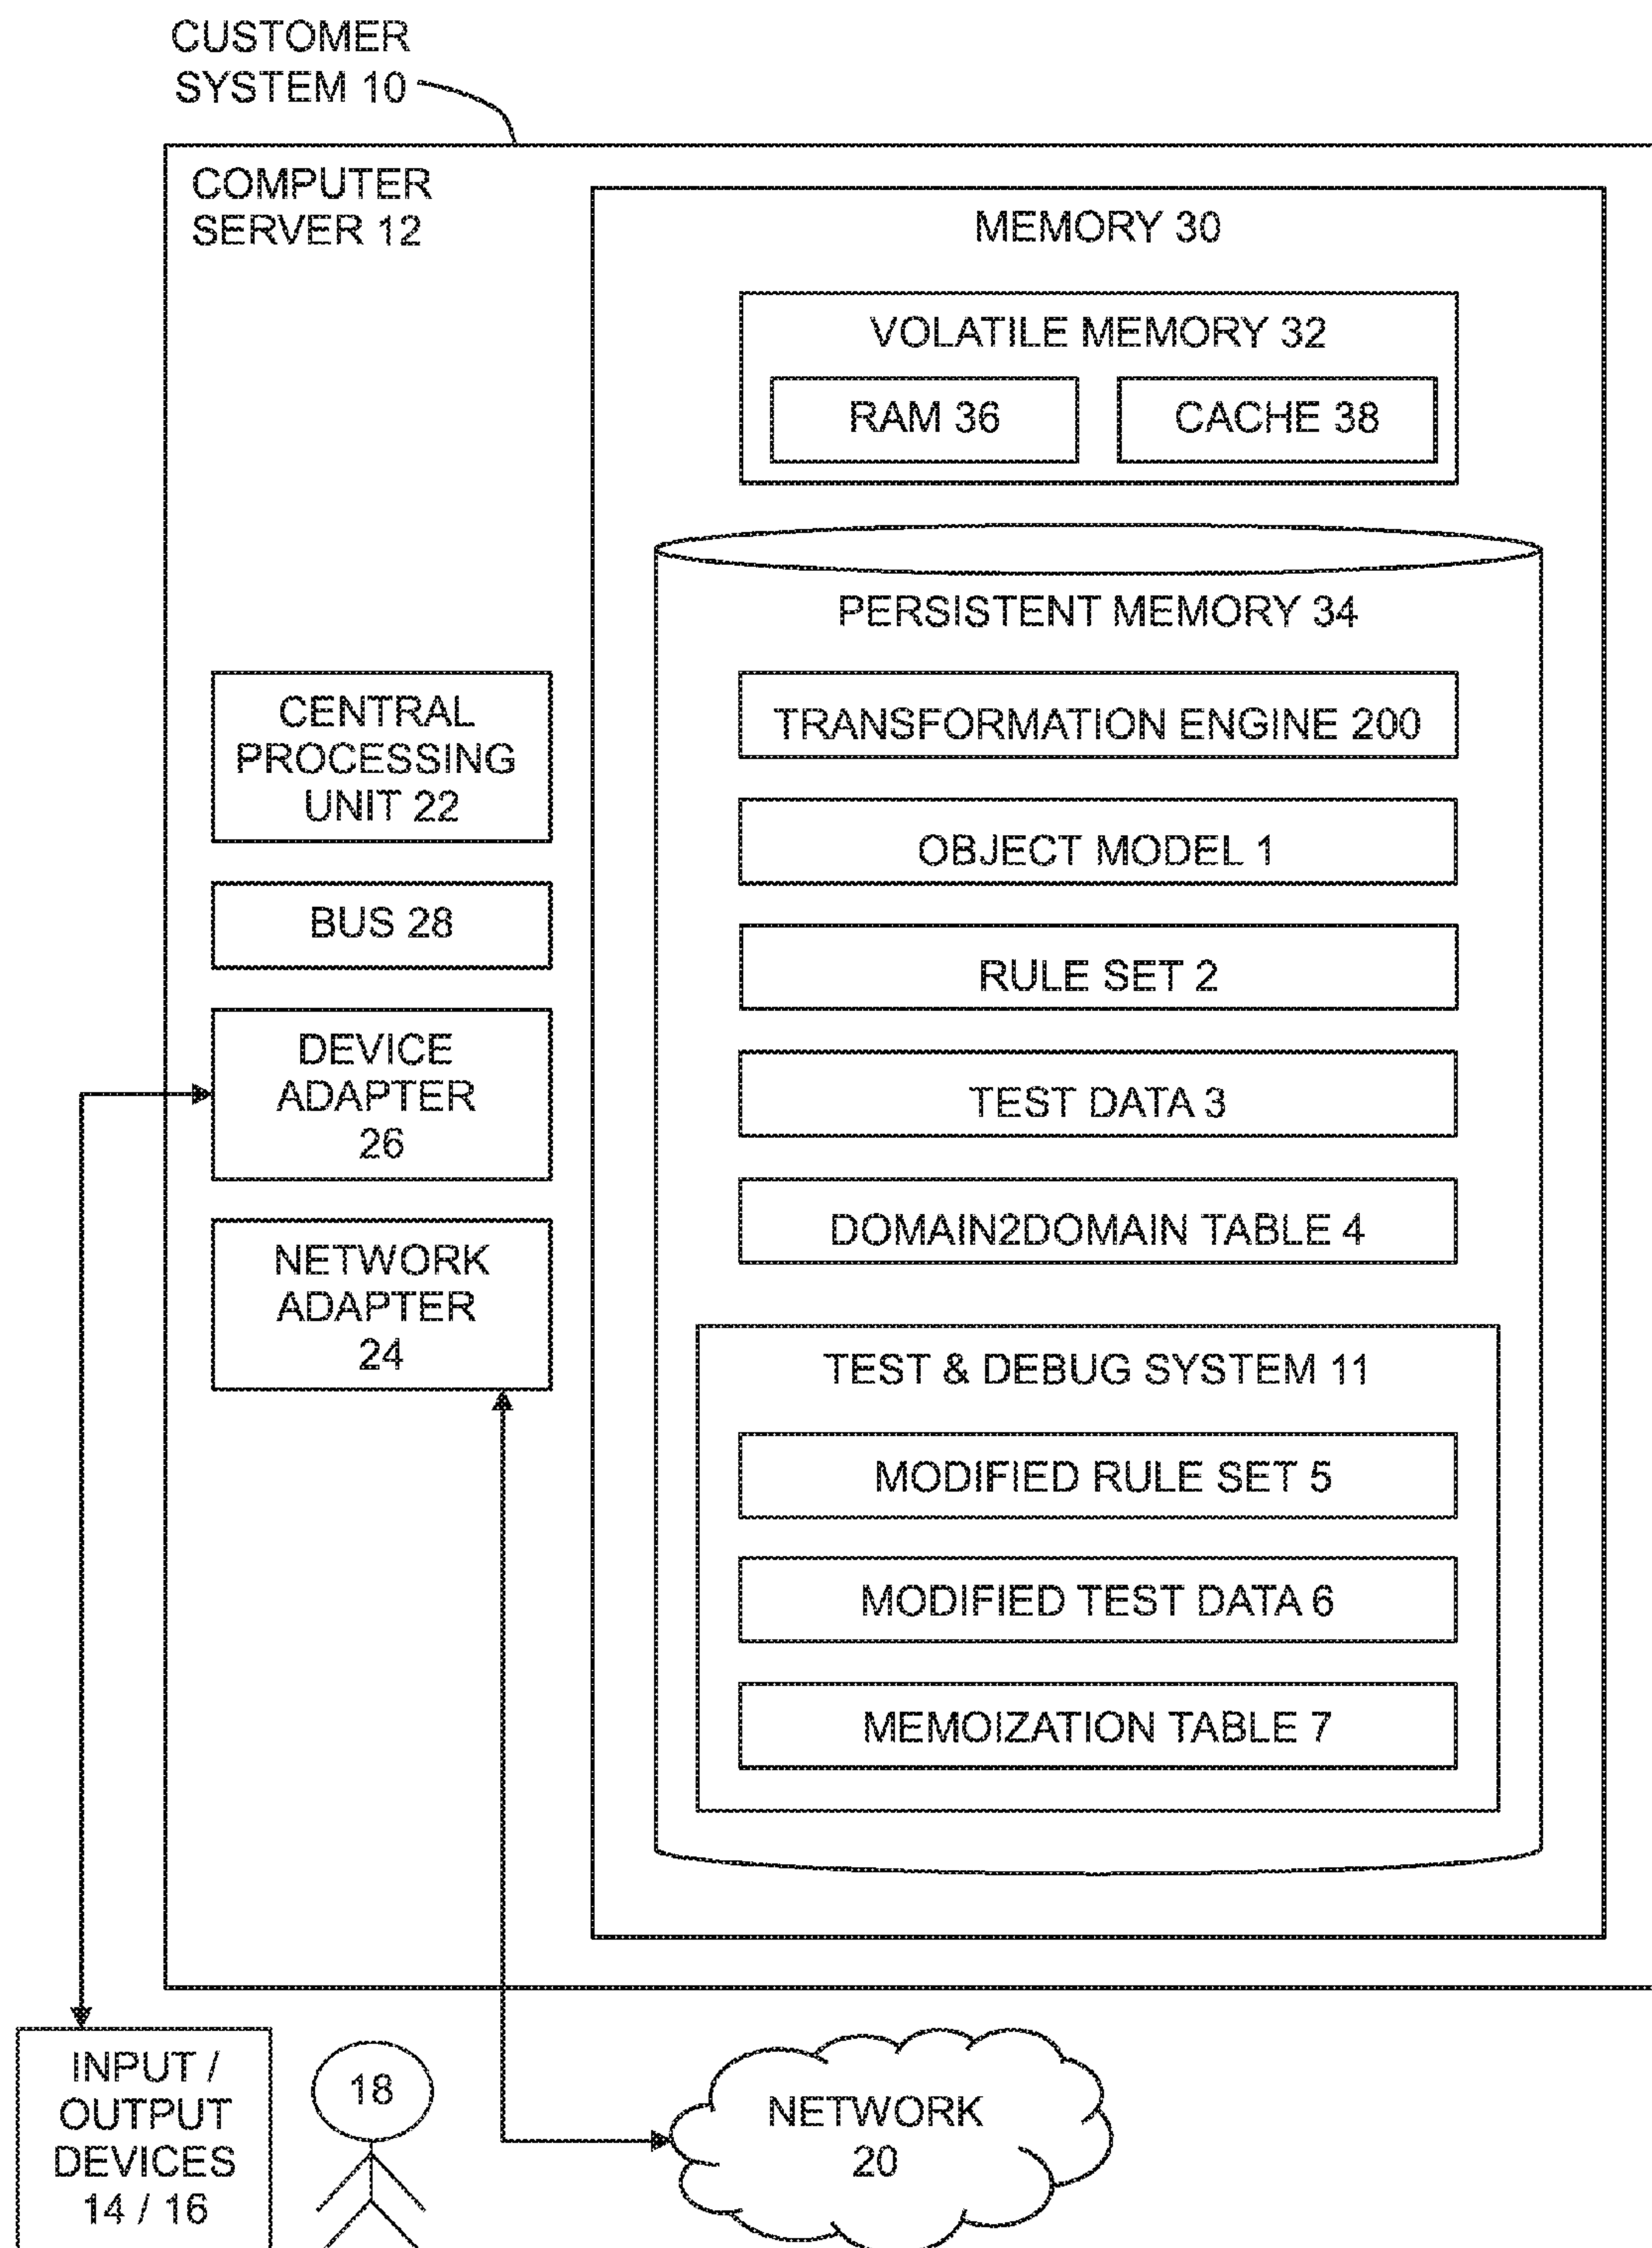 CUSTOMER
SYSTEM 10
COMPUTER
SERVER 12
MEMORY 30
VOLATILE MEMORY 32
RAM 36
CACHE 38
PERSISTENT MEMORY 34
TRANSFORMATION ENGINE 200
OBJECT MODEL 1
RULE SET 2
TEST DATA 3
DOMAIN2DOMAIN TABLE 4
TEST & DEBUG SYSTEM 11
MODIFIED RULE SET 5
MODIFIED TEST DATA 6
MEMOIZATION TABLE 7
CENTRAL
PROCESSING
UNIT 22
BUS 28
DEVICE
ADAPTER
26
NETWORK
ADAPTER
24
INPUT /
OUTPUT
DEVICES
14 / 16
18
NETWORK
20